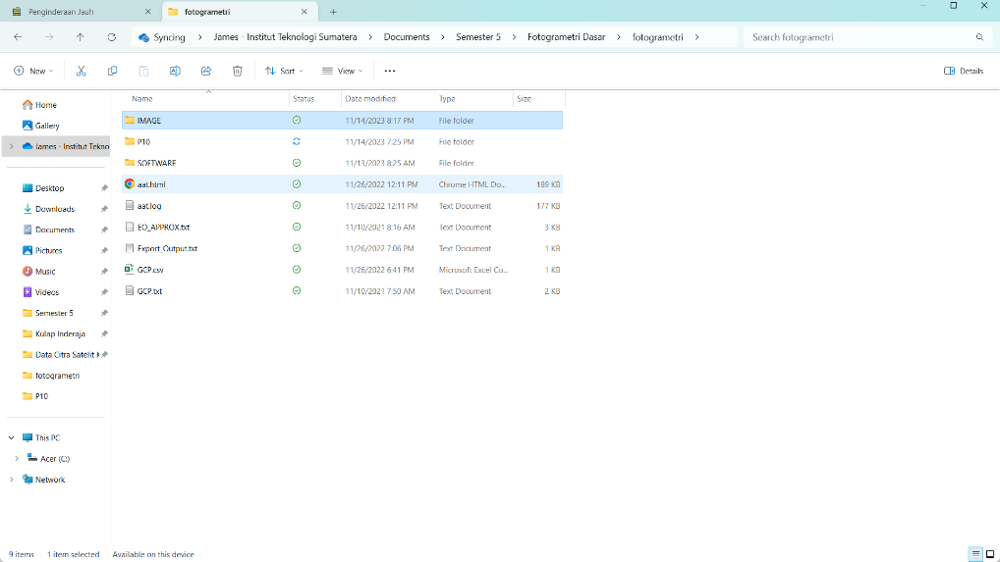 Penginderaan Jauh
fotogrametri
Syncing > James - Institut Teknologi Sumatera > Documents > Semester 5 > Fotogrametri Dasar > fotogrametri >
Search fotogrametri
New
Sort
View
Details
Name Status Date modified Type Size
Home
Gallery
James - Institut Tekno
Desktop
Downloads
Documents
Pictures
Music
Videos
Semester 5
Kulap Inderaja
Data Citra Satelit
fotogrametri
P10
This PC
Acer (C:)
Network
IMAGE 11/14/2023 8:17 PM File folder
P10 11/14/2023 7:25 PM File folder
SOFTWARE 11/13/2023 8:25 AM File folder
aat.html 11/26/2022 12:11 PM Chrome HTML Do... 189 KB
aat.log 11/26/2022 12:11 PM Text Document 177 KB
EO_APPROX.txt 11/10/2021 8:16 AM Text Document 3 KB
Export_Output.txt 11/26/2022 7:06 PM Text Document 1 KB
GCP.csv 11/26/2022 6:41 PM Microsoft Excel Co... 1 KB
GCP.txt 11/10/2021 7:50 AM Text Document 2 KB
9 items 1 item selected Available on this device